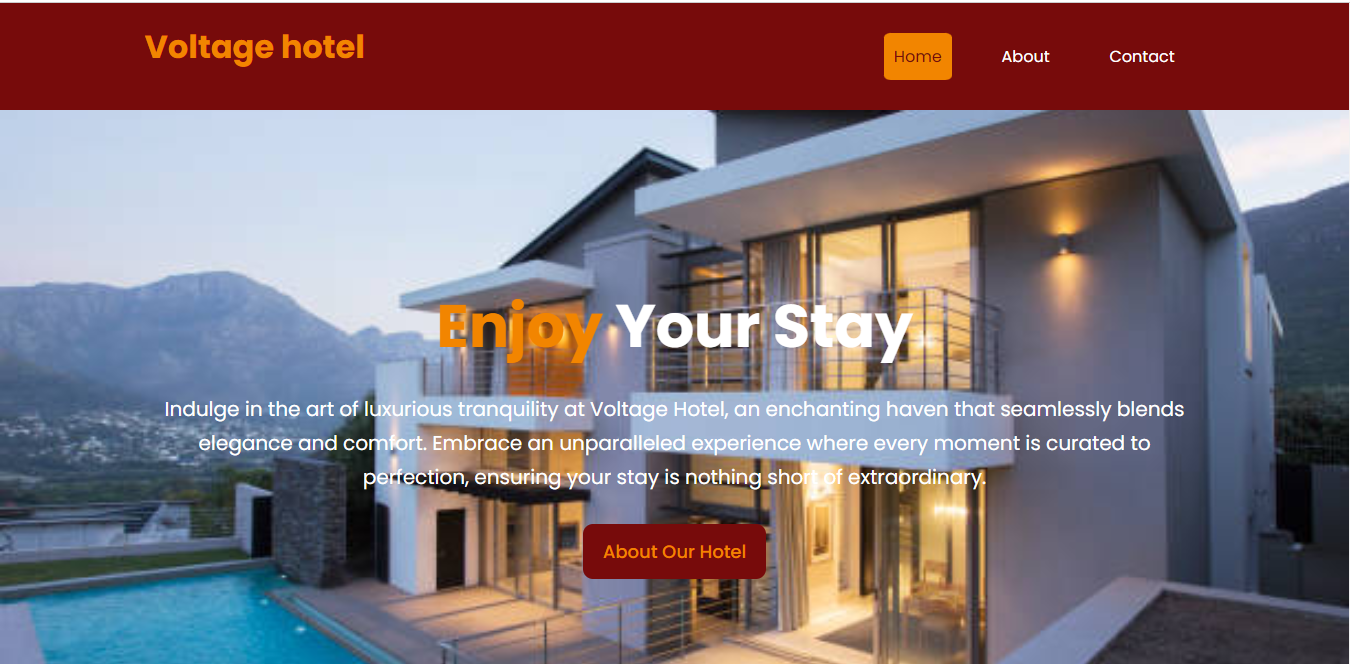 Voltage hotel
Home
About
Contact
Enjoy Your Stay
Indulge in the art of luxurious tranquility at Voltage Hotel, an enchanting haven that seamlessly blends
elegance and comfort. Embrace an unparalleled experience where every moment is curated to
perfection, ensuring your stay is nothing short of extraordinary.
About Our Hotel